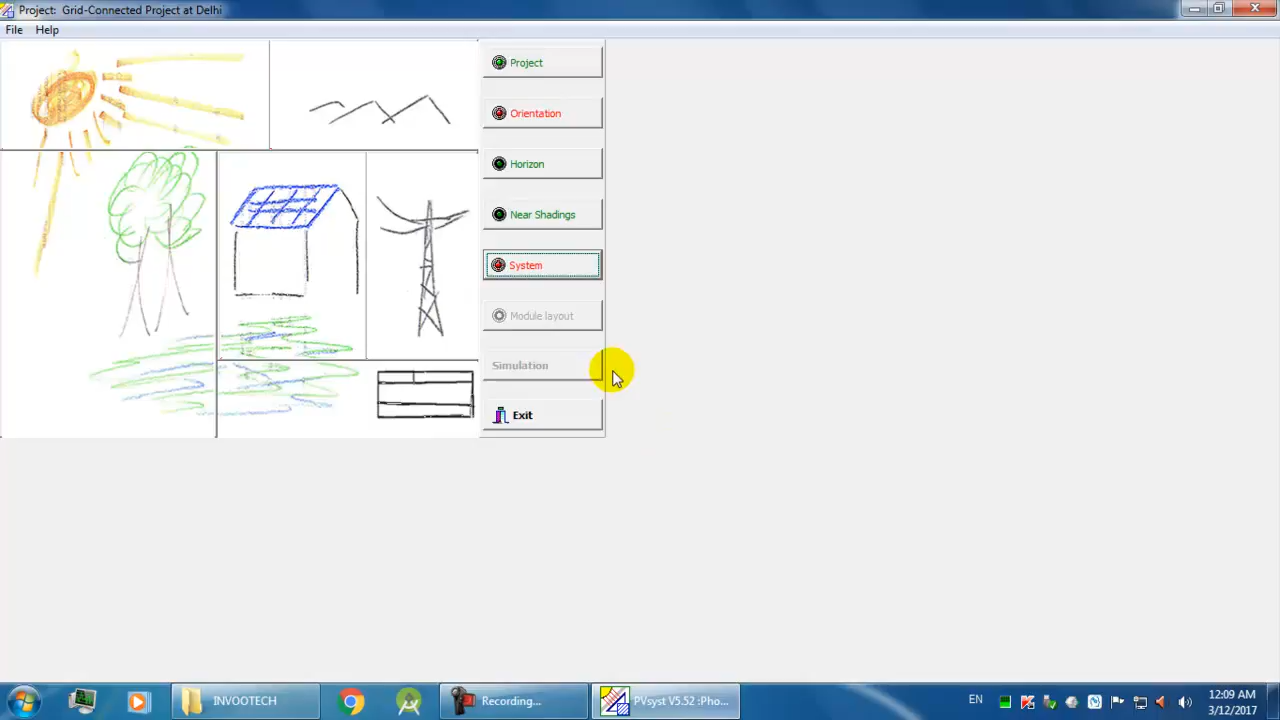 Project: Grid-Connected Project at Delhi
File Help
Project
Orientation
Horizon
Near Shadings
System
Module layout
Simulation
Exit
INVOOTECH
Recording...
PVsyst V5.52 :Pho...
EN
12:09 AM
3/12/2017